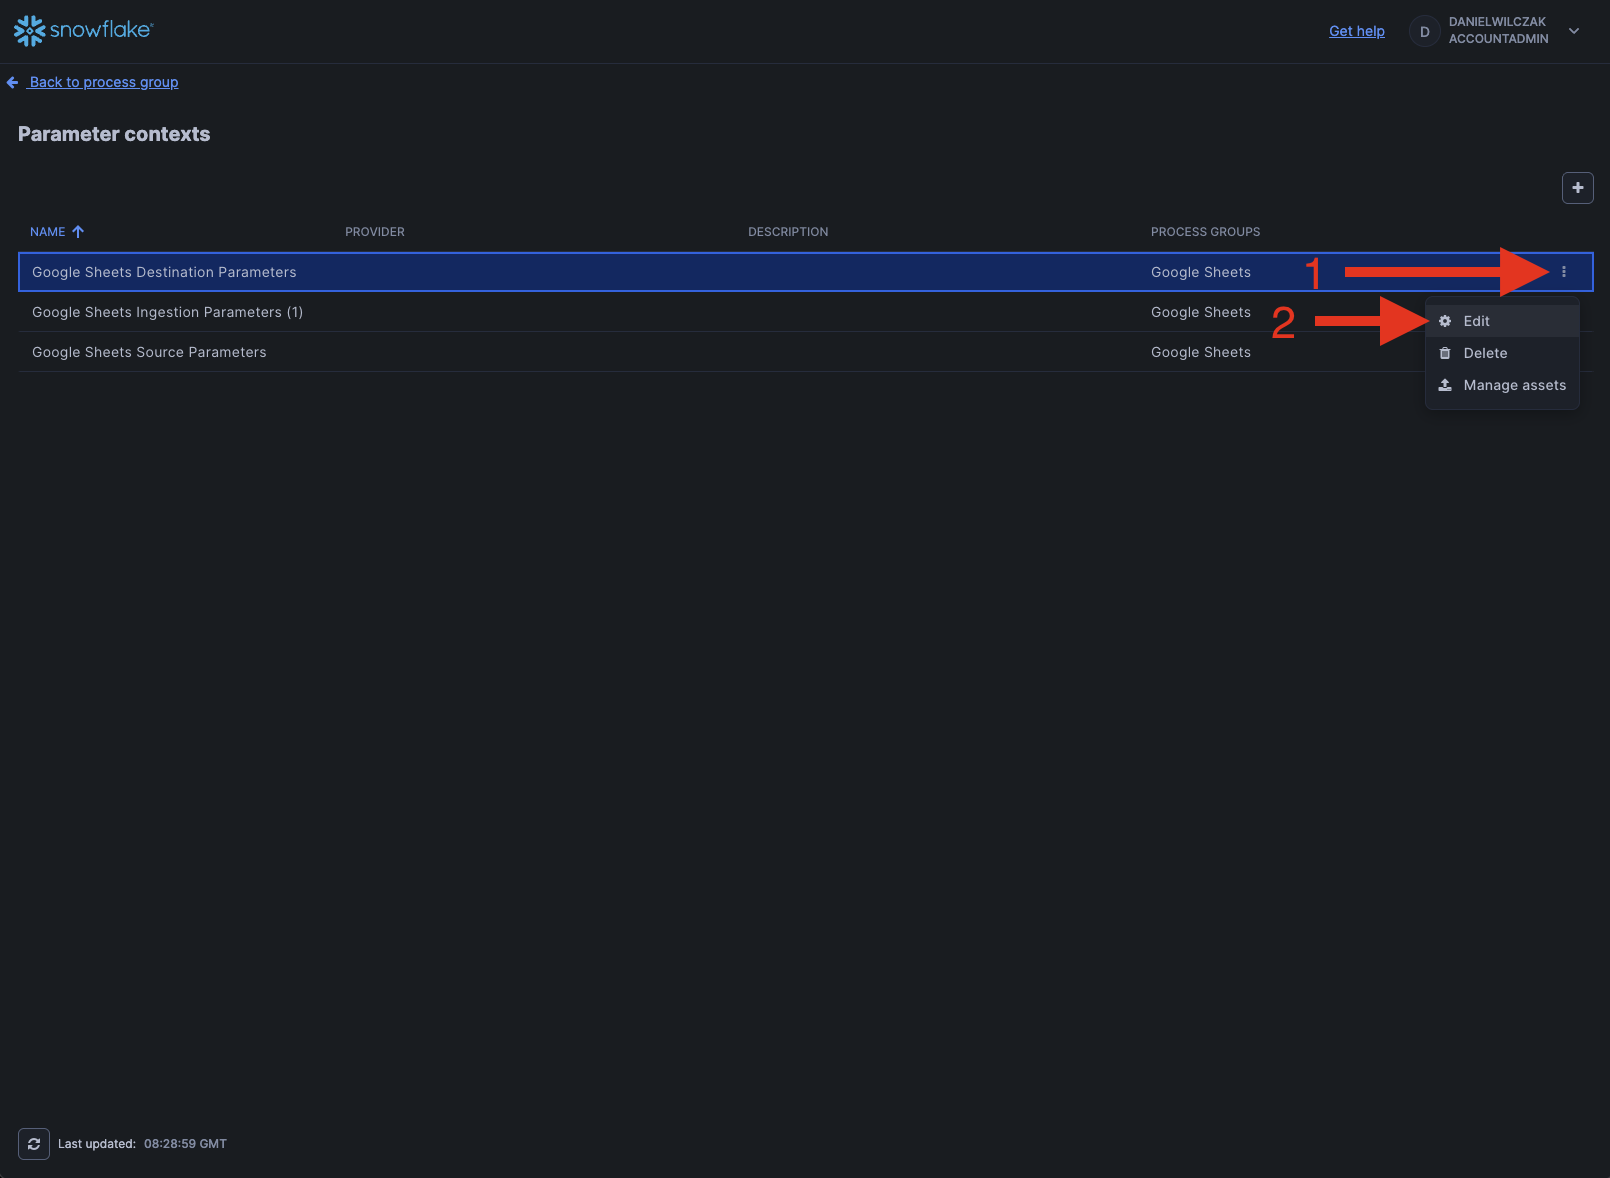 snowflake
Get help
D
DANIELWILCZAK
ACCOUNTADMIN
Back to process group
Parameter contexts
NAME PROVIDER DESCRIPTION PROCESS GROUPS
Google Sheets Destination Parameters Google Sheets 1
Google Sheets Ingestion Parameters (1) Google Sheets 2
Edit
Google Sheets Source Parameters Google Sheets
Delete
Manage assets
Last updated: 08:28:59 GMT